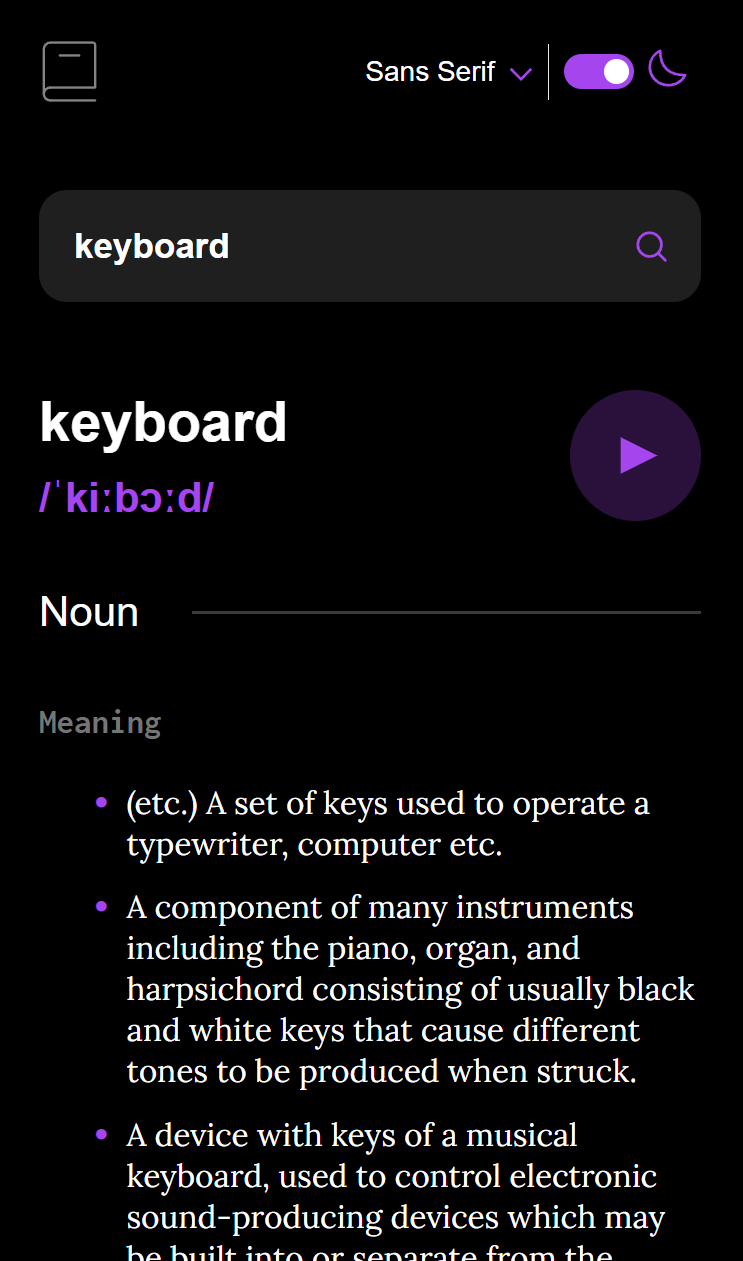 Sans Serif
keyboard
keyboard
/ˈkiːbɔːd/
Noun
Meaning
• (etc.) A set of keys used to operate a
typewriter, computer etc.
• A component of many instruments
including the piano, organ, and
harpsichord consisting of usually black
and white keys that cause different
tones to be produced when struck.
• A device with keys of a musical
keyboard, used to control electronic
sound-producing devices which may
be built into or separate from the